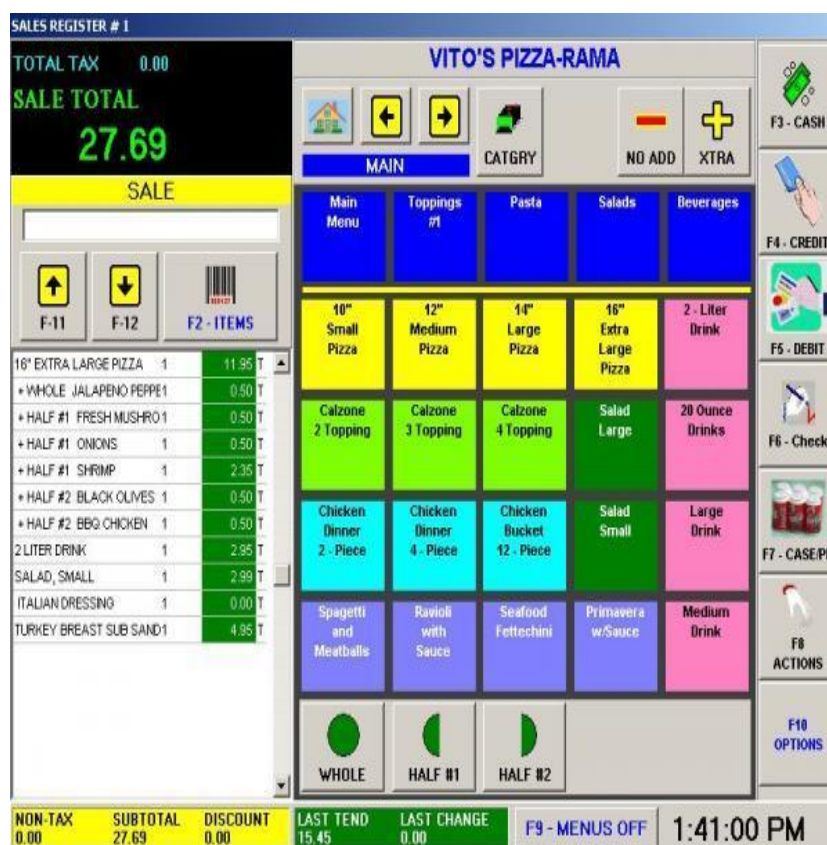 SALES REGISTER # 1
TOTAL TAX 0.00
SALE TOTAL
27.69
SALE
F-11
F-12
F2 - ITEMS
16" EXTRA LARGE PIZZA 1 11.95 T
+ WHOLE JALAPENO PEPPE1 0.50 T
+ HALF #1 FRESH MUSHRO1 0.50 T
+ HALF #1 ONIONS 1 0.50 T
+ HALF #1 SHRIMP 1 2.35 T
+ HALF #2 BLACK OLIVES 1 0.50 T
+ HALF #2 BBQ CHICKEN 1 0.50 T
2 LITER DRINK 1 2.95 T
SALAD, SMALL 1 2.99 T
ITALIAN DRESSING 1 0.00 T
TURKEY BREAST SUB SAND1 4.95 T
NON-TAX SUBTOTAL DISCOUNT
0.00 27.69 0.00
VITO'S PIZZA-RAMA
MAIN
CATGRY
NO ADD
XTRA
Main
Menu
Toppings
#1
Pasta
Salads
Beverages
10"
Small
Pizza
12"
Medium
Pizza
14"
Large
Pizza
16"
Extra
Large
Pizza
2 - Liter
Drink
Calzone
2 Topping
Calzone
3 Topping
Calzone
4 Topping
Salad
Large
20 Ounce
Drinks
Chicken
Dinner
2 - Piece
Chicken
Dinner
4 - Piece
Chicken
Bucket
12 - Piece
Salad
Small
Large
Drink
Spagetti
and
Meatballs
Ravioli
with
Sauce
Seafood
Fettechini
Primavera
w/Sauce
Medium
Drink
WHOLE
HALF #1
HALF #2
LAST TEND LAST CHANGE
15.45 0.00
F9 - MENUS OFF
1:41:00 PM
F3 - CASH
F4 - CREDIT
F5 - DEBIT
F6 - Check
F7 - CASE/P
F8
ACTIONS
F10
OPTIONS